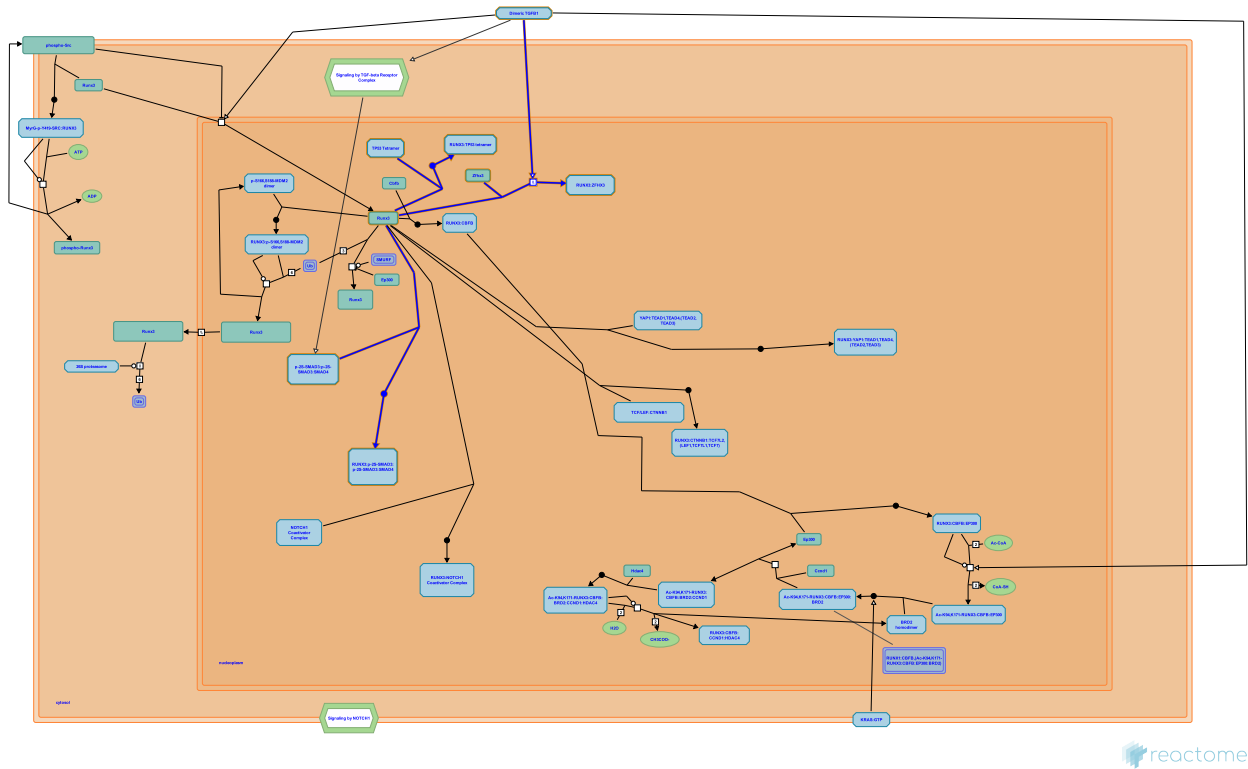 Dimeric TGFB1
phospho-Src
Signaling by TGF-beta Receptor
Complex
Runx3
MyrG-p-Y419-SRC:RUNX3
ATP
ADP
phospho-Runx3
TP53 Tetramer
RUNX3:TP53 tetramer
Zfhx3
RUNX3:ZFHX3
Cbfb
p-S166,S188-MDM2
dimer
Runx3
RUNX3:CBFB
RUNX3:p-S166,S188-MDM2
dimer
Ub
SMURF
Ep300
Runx3
Runx3
Runx3
26S proteasome
Ub
p-2S-SMAD3:p-2S-
SMAD3:SMAD4
YAP1:TEAD1,TEAD4,(TEAD2,
TEAD3)
RUNX3:YAP1:TEAD1,TEAD4,
(TEAD2,TEAD3)
TCF/LEF:CTNNB1
RUNX3:CTNNB1:TCF7L2,
(LEF1,TCF7L1,TCF7)
RUNX3:p-2S-SMAD3:
p-2S-SMAD3:SMAD4
NOTCH1
Coactivator
Complex
RUNX3:NOTCH1
Coactivator Complex
RUNX3:CBFB:EP300
Ep300
Ac-CoA
CoA-SH
Hdac4
Ccnd1
Ac-K94,K171-RUNX3:CBFB:
BRD2:CCND1:HDAC4
Ac-K94,K171-RUNX3:
CBFB:BRD2:CCND1
Ac-K94,K171-RUNX3:CBFB:EP300:
BRD2
Ac-K94,K171-RUNX3:CBFB:EP300
BRD2
homodimer
H2O
CH3COO-
RUNX3:CBFB:
CCND1:HDAC4
RUNX1:CBFB,(Ac-K94,K171-
RUNX3:CBFB:EP300:BRD2)
nucleoplasm
cytosol
Signaling by NOTCH1
KRAS:GTP
reactome